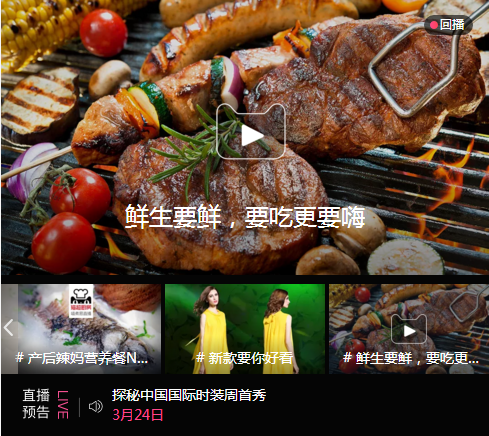 回播
鲜生要鲜，要吃更要嗨
# 产后辣妈营养餐N...
# 新款要你好看
# 鲜生要鲜，要吃更...
直播
预告
LIVE
探秘中国国际时装周首秀
3月24日